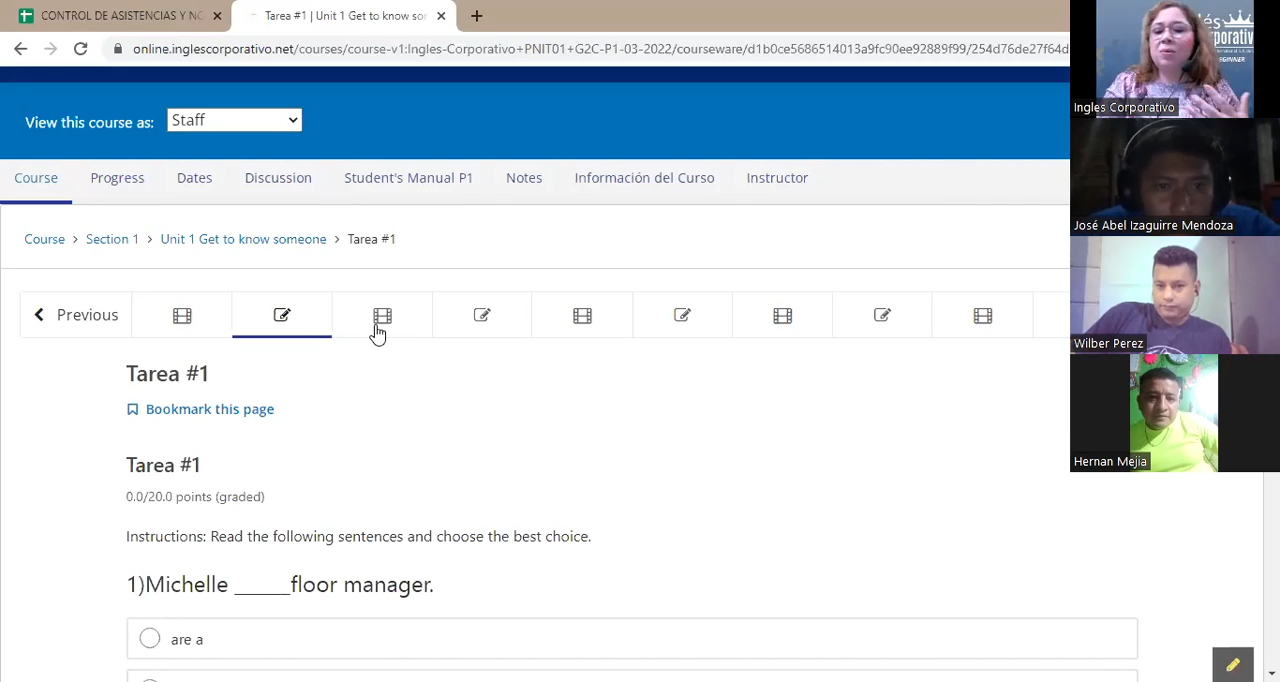 CONTROL DE ASISTENCIAS Y NO
Tarea #1 | Unit 1 Get to know som
online.inglescorporativo.net/courses/course-v1:Ingles-Corporativo+PNIT01+G2C-P1-03-2022/courseware/d1b0ce5686514013a9fc90ee92889f99/254d76de27f64d
View this course as: Staff
Course Progress Dates Discussion Student's Manual P1 Notes Información del Curso Instructor
Course > Section 1 > Unit 1 Get to know someone > Tarea #1
Previous
Tarea #1
Bookmark this page
Tarea #1
0.0/20.0 points (graded)
Instructions: Read the following sentences and choose the best choice.
1)Michelle ______floor manager.
are a
Ingles Corporativo
José Abel Izaguirre Mendoza
Wilber Perez
Hernan Mejia